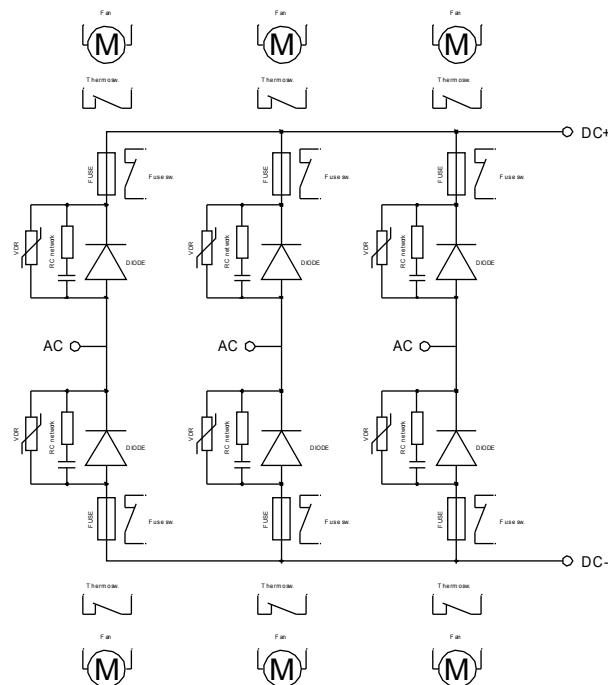 Fan Fan Fan
M M M
Thermosw. Thermosw. Thermosw.
DC+
FUSE Fuse sw. FUSE Fuse sw. FUSE Fuse sw.
VDR RC network DIODE VDR RC network DIODE VDR RC network DIODE
AC AC AC
VDR RC network DIODE VDR RC network DIODE VDR RC network DIODE
FUSE Fuse sw. FUSE Fuse sw. FUSE Fuse sw.
DC-
Thermosw. Thermosw. Thermosw.
Fan Fan Fan
M M M